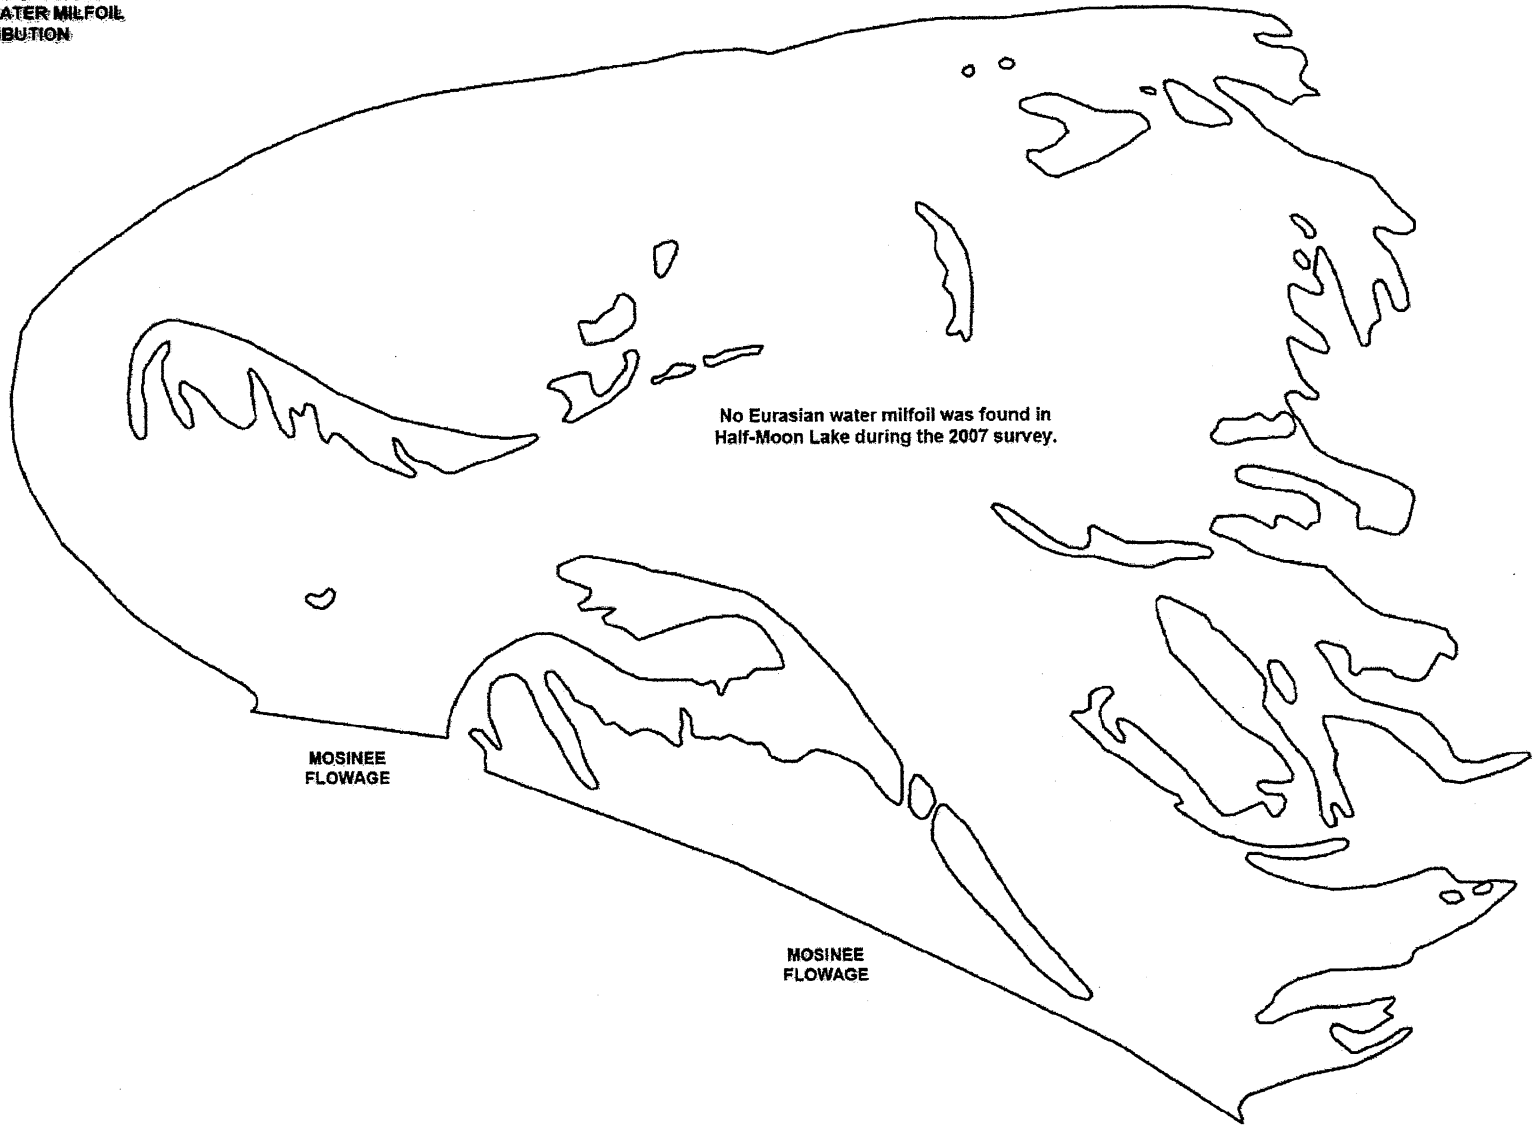 ATER MILFOIL
BUTION
No Eurasian water milfoil was found in
Half-Moon Lake during the 2007 survey.
MOSINEE
FLOWAGE
MOSINEE
FLOWAGE